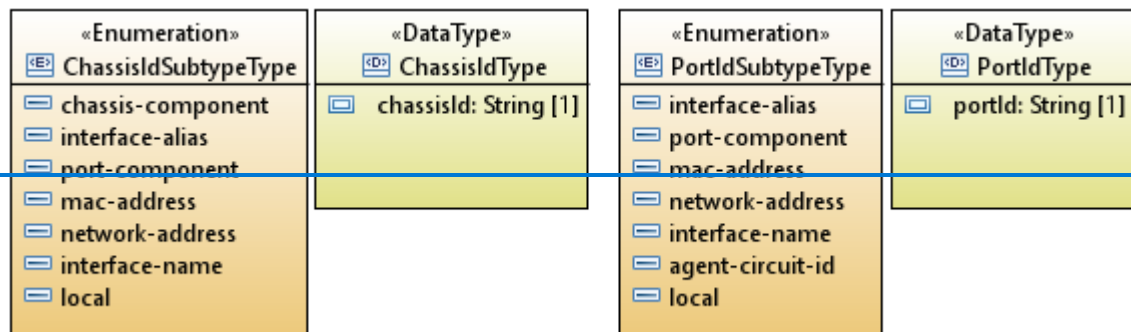 «Enumeration»
<E> ChassisIdSubtypeType
chassis-component
interface-alias
port-component
mac-address
network-address
interface-name
local
«DataType»
<D> ChassisIdType
chassisId: String [1]
«Enumeration»
<E> PortIdSubtypeType
interface-alias
port-component
mac-address
network-address
interface-name
agent-circuit-id
local
«DataType»
<D> PortIdType
portId: String [1]